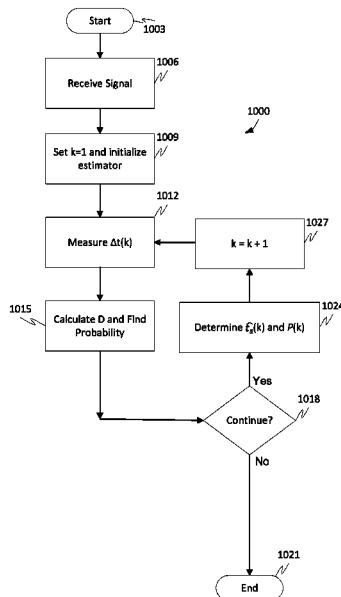 Start
1003
1006
Receive Signal
1000
1009
Set k=1 and initialize
estimator
1012
1027
Measure Δt(k)
k = k + 1
1015
Calculate D and Find
Probability
1024
Determine ξ̂ₐ(k) and P(k)
Yes
1018
Continue?
No
1021
End